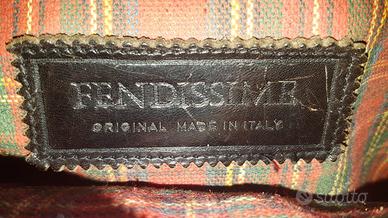 FENDISSIME
ORIGINAL MADE IN ITALY
subito